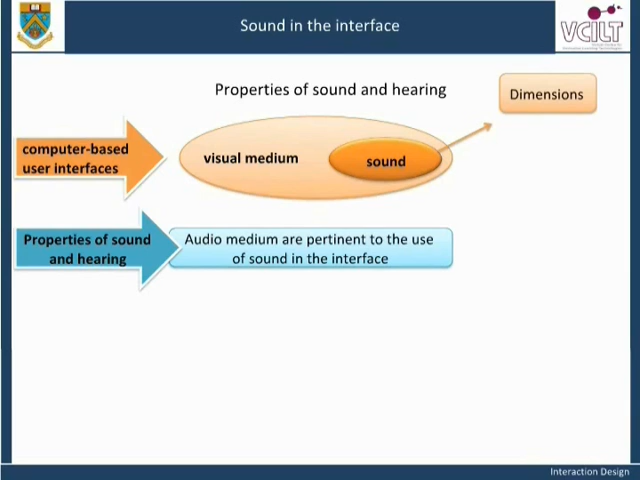 Sound in the interface
VCILT
Properties of sound and hearing
Dimensions
computer-based
user interfaces
visual medium
sound
Properties of sound
and hearing
Audio medium are pertinent to the use
of sound in the interface
Interaction Design